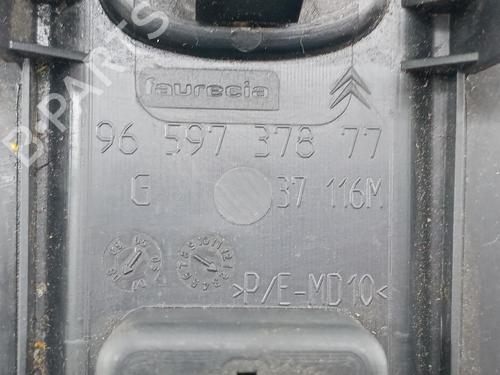 faurecia
96 597 378 77
G 37 116M
>P/E-MD10<
B-PARTS